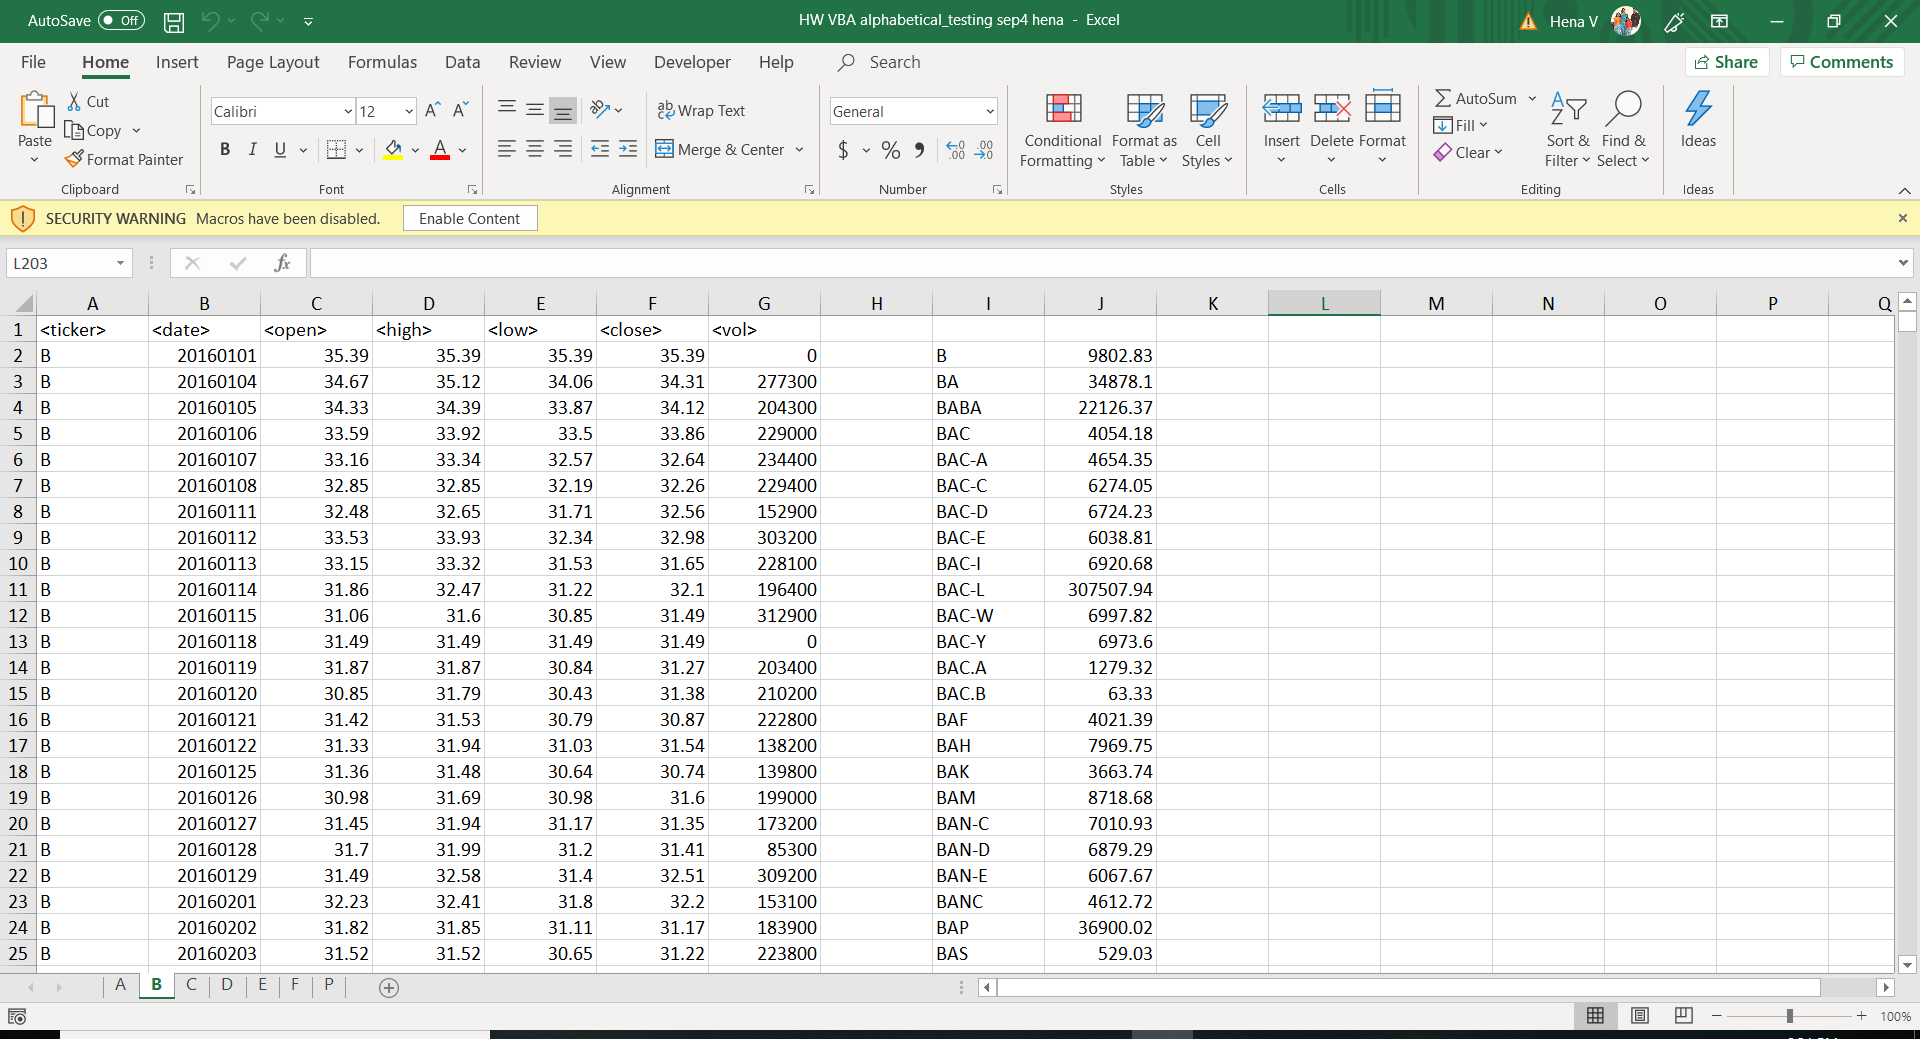 AutoSave Off HW VBA alphabetical_testing sep4 hena - Excel Hena V
File Home Insert Page Layout Formulas Data Review View Developer Help Search Share Comments
Paste Cut Copy Format Painter Clipboard
Calibri 12 B I U A Font
ab Wrap Text Merge & Center Alignment
General $ % Number
Conditional Formatting Format as Table Cell Styles Styles
Insert Delete Format Cells
AutoSum Fill Clear Sort & Filter Find & Select Editing
Ideas Ideas
SECURITY WARNING Macros have been disabled. Enable Content
L203 fx
A B C D E F G H I J K L M N O P Q
1 <ticker> <date> <open> <high> <low> <close> <vol>
2 B 20160101 35.39 35.39 35.39 35.39 0 B 9802.83
3 B 20160104 34.67 35.12 34.06 34.31 277300 BA 34878.1
4 B 20160105 34.33 34.39 33.87 34.12 204300 BABA 22126.37
5 B 20160106 33.59 33.92 33.5 33.86 229000 BAC 4054.18
6 B 20160107 33.16 33.34 32.57 32.64 234400 BAC-A 4654.35
7 B 20160108 32.85 32.85 32.19 32.26 229400 BAC-C 6274.05
8 B 20160111 32.48 32.65 31.71 32.56 152900 BAC-D 6724.23
9 B 20160112 33.53 33.93 32.34 32.98 303200 BAC-E 6038.81
10 B 20160113 33.15 33.32 31.53 31.65 228100 BAC-I 6920.68
11 B 20160114 31.86 32.47 31.22 32.1 196400 BAC-L 307507.94
12 B 20160115 31.06 31.6 30.85 31.49 312900 BAC-W 6997.82
13 B 20160118 31.49 31.49 31.49 31.49 0 BAC-Y 6973.6
14 B 20160119 31.87 31.87 30.84 31.27 203400 BAC.A 1279.32
15 B 20160120 30.85 31.79 30.43 31.38 210200 BAC.B 63.33
16 B 20160121 31.42 31.53 30.79 30.87 222800 BAF 4021.39
17 B 20160122 31.33 31.94 31.03 31.54 138200 BAH 7969.75
18 B 20160125 31.36 31.48 30.64 30.74 139800 BAK 3663.74
19 B 20160126 30.98 31.69 30.98 31.6 199000 BAM 8718.68
20 B 20160127 31.45 31.94 31.17 31.35 173200 BAN-C 7010.93
21 B 20160128 31.7 31.99 31.2 31.41 85300 BAN-D 6879.29
22 B 20160129 31.49 32.58 31.4 32.51 309200 BAN-E 6067.67
23 B 20160201 32.23 32.41 31.8 32.2 153100 BANC 4612.72
24 B 20160202 31.82 31.85 31.11 31.17 183900 BAP 36900.02
25 B 20160203 31.52 31.52 30.65 31.22 223800 BAS 529.03
A B C D E F P
100%